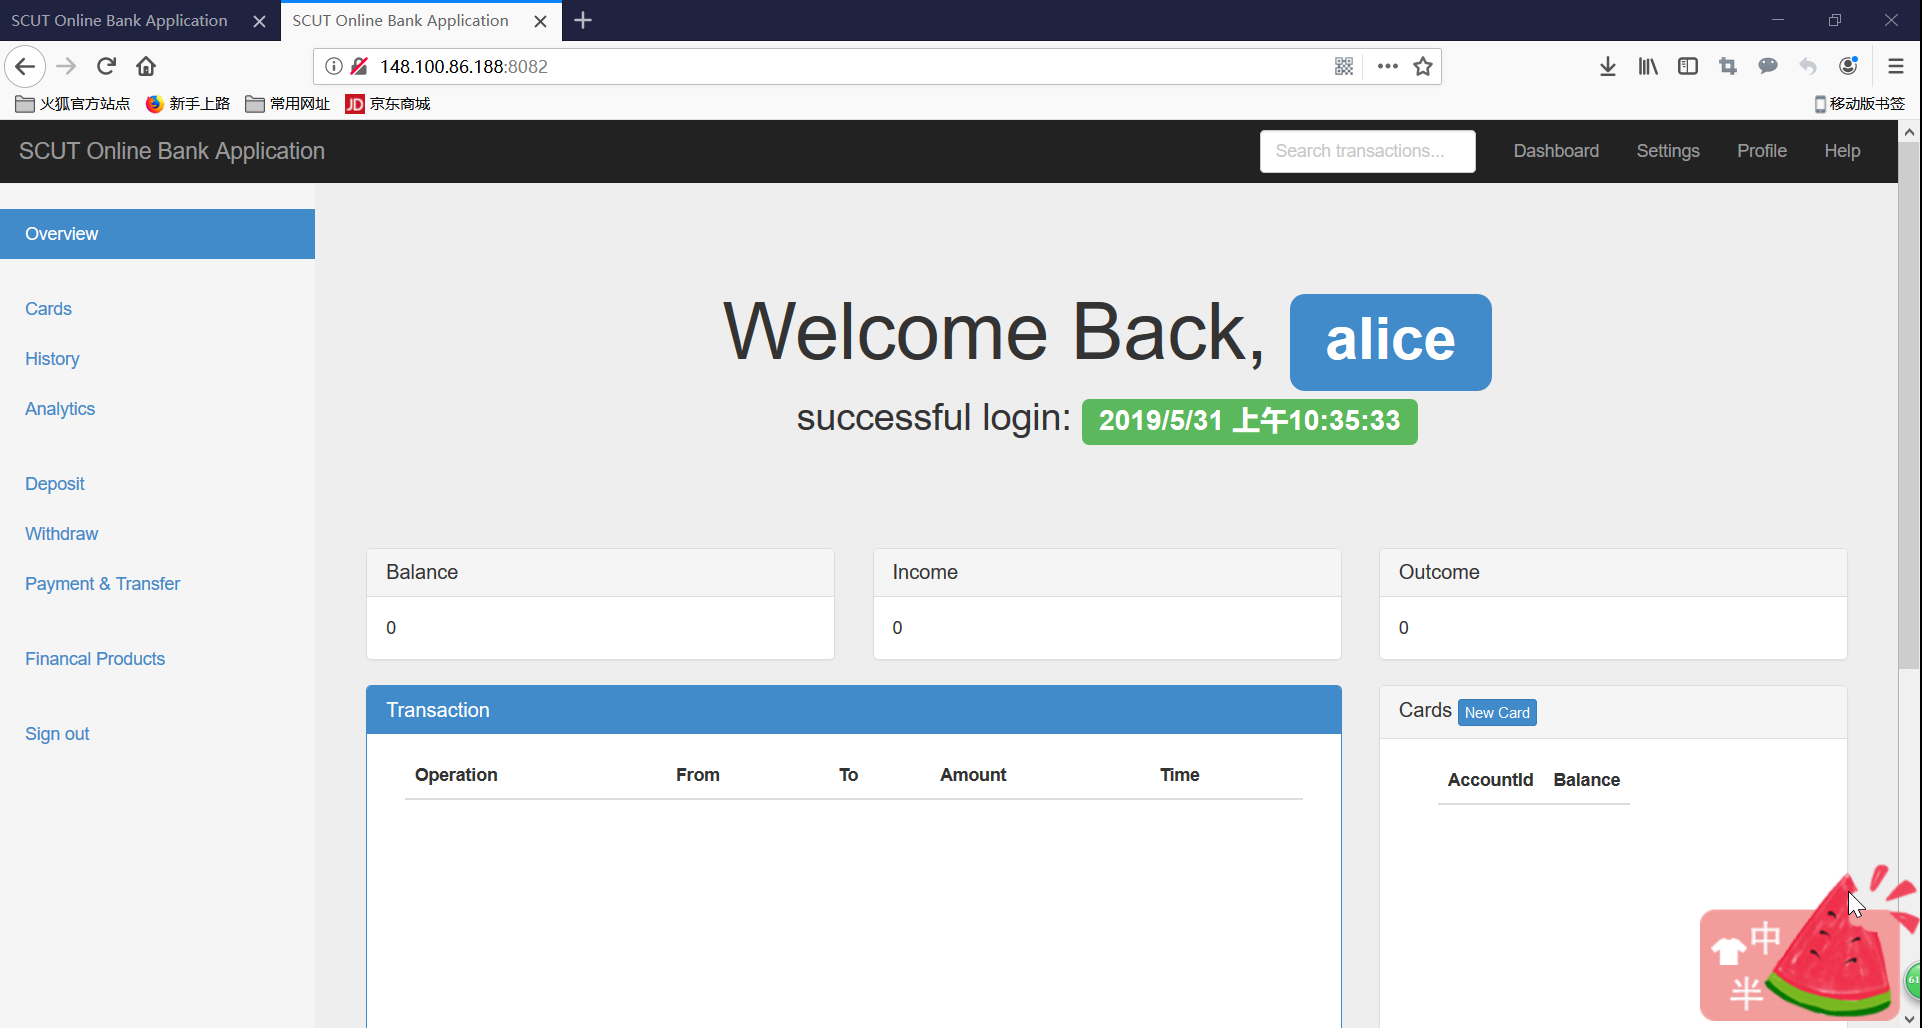 SCUT Online Bank Application
SCUT Online Bank Application
148.100.86.188:8082
火狐官方站点
新手上路
常用网址
JD 京东商城
移动版书签
SCUT Online Bank Application
Search transactions...
Dashboard
Settings
Profile
Help
Overview
Cards
History
Analytics
Deposit
Withdraw
Payment & Transfer
Financal Products
Sign out
Welcome Back, alice
successful login: 2019/5/31 上午10:35:33
Balance
0
Income
0
Outcome
0
Transaction
Operation From To Amount Time
Cards New Card
AccountId Balance
中
半
61